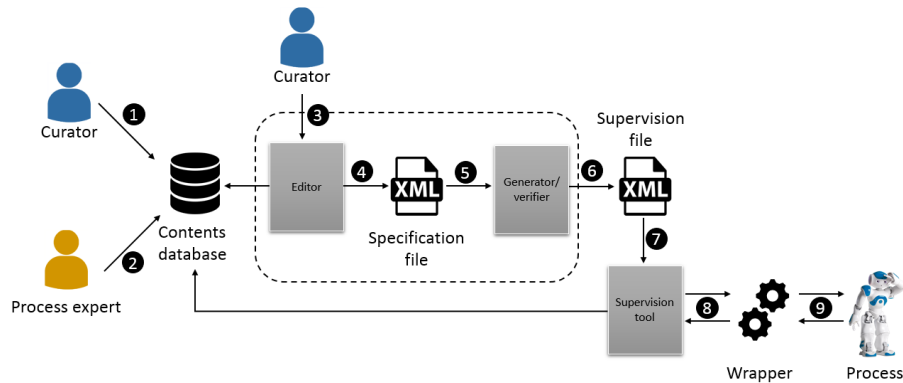 Curator
3
1
Curator
Supervision
file
Editor
4
XML
5
Generator/
verifier
6
XML
Contents
database
Specification
file
2
7
Process expert
Supervision
tool
8
9
Wrapper
Process